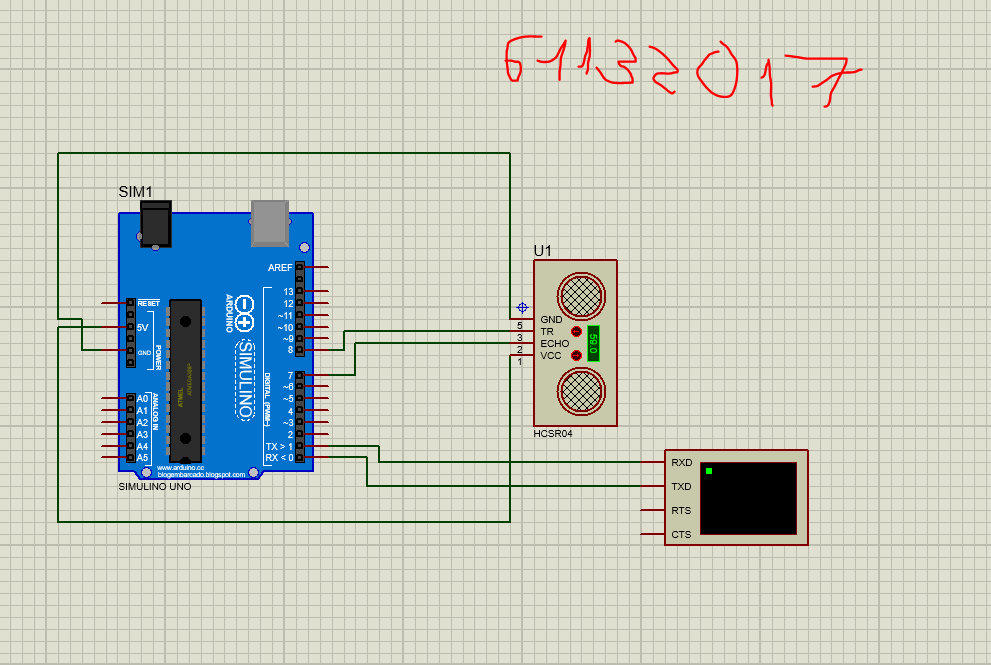 61132017
SIM1
AREF
13
12
~11
~10
~9
8
7
~6
~5
4
~3
2
TX > 1
RX < 0
RESET
5V
GND
POWER
A0
A1
A2
A3
A4
A5
ANALOG IN
ARDUINO
SIMULINO
DIGITAL (PWM~)
ATMEL
www.arduino.cc
blogembarcado.blogspot.com
SIMULINO UNO
U1
GND
5
TR
3
ECHO
2
VCC
1
59.0
HCSR04
RXD
TXD
RTS
CTS